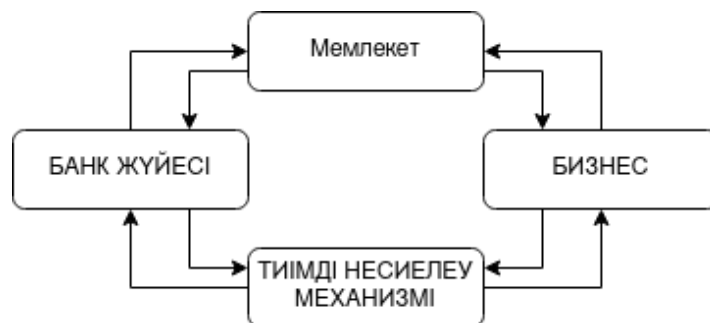 Мемлекет
БАНК ЖҮЙЕСІ
БИЗНЕС
ТИІМДІ НЕСИЕЛЕУ
МЕХАНИЗМІ